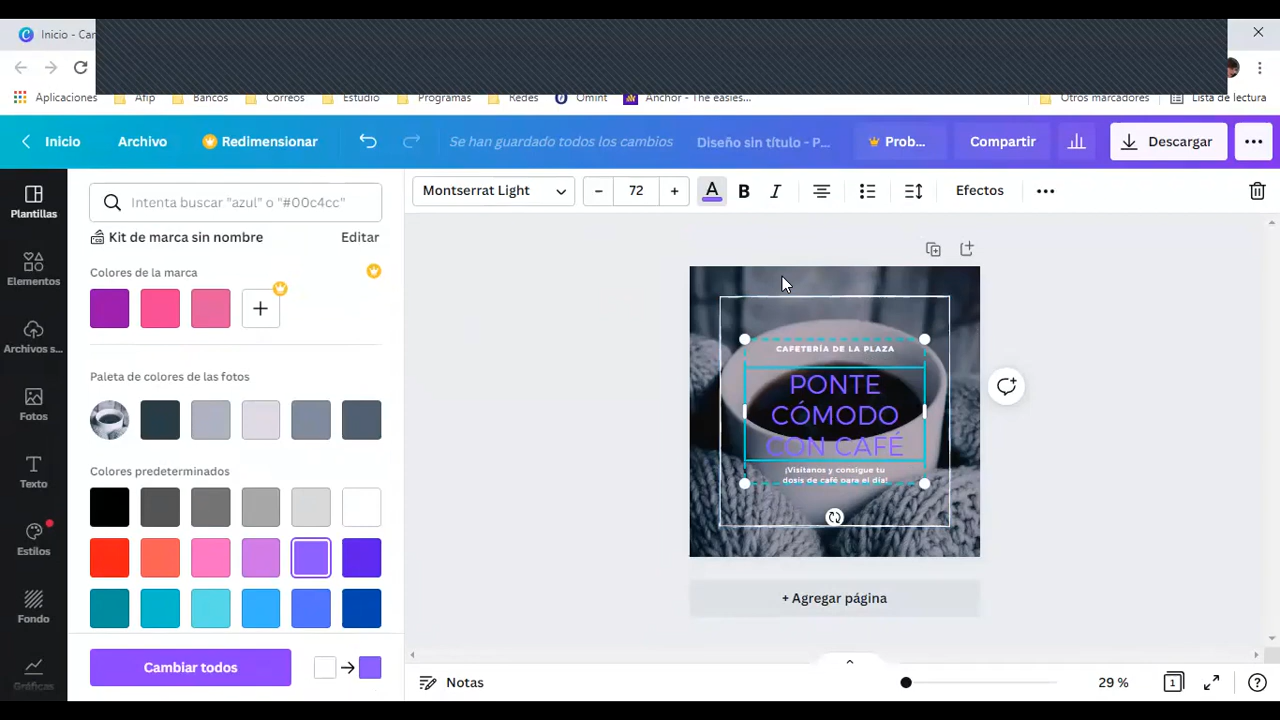 Inicio - Can
Aplicaciones
Afip
Bancos
Correos
Estudio
Programas
Redes
Omint
Anchor - The easies...
Otros marcadores
Lista de lectura
Inicio
Archivo
Redimensionar
Se han guardado todos los cambios
Diseño sin título - P...
Prob...
Compartir
Descargar
Plantillas
Elementos
Archivos s...
Fotos
Texto
Estilos
Fondo
Gráficas
Intenta buscar "azul" o "#00c4cc"
Kit de marca sin nombre
Editar
Colores de la marca
Paleta de colores de las fotos
Colores predeterminados
Cambiar todos
Montserrat Light
72
A
B
I
Efectos
CAFETERÍA DE LA PLAZA
PONTE
CÓMODO
CON CAFÉ
¡Visítanos y consigue tu
dosis de café para el día!
+ Agregar página
Notas
29 %
1
?